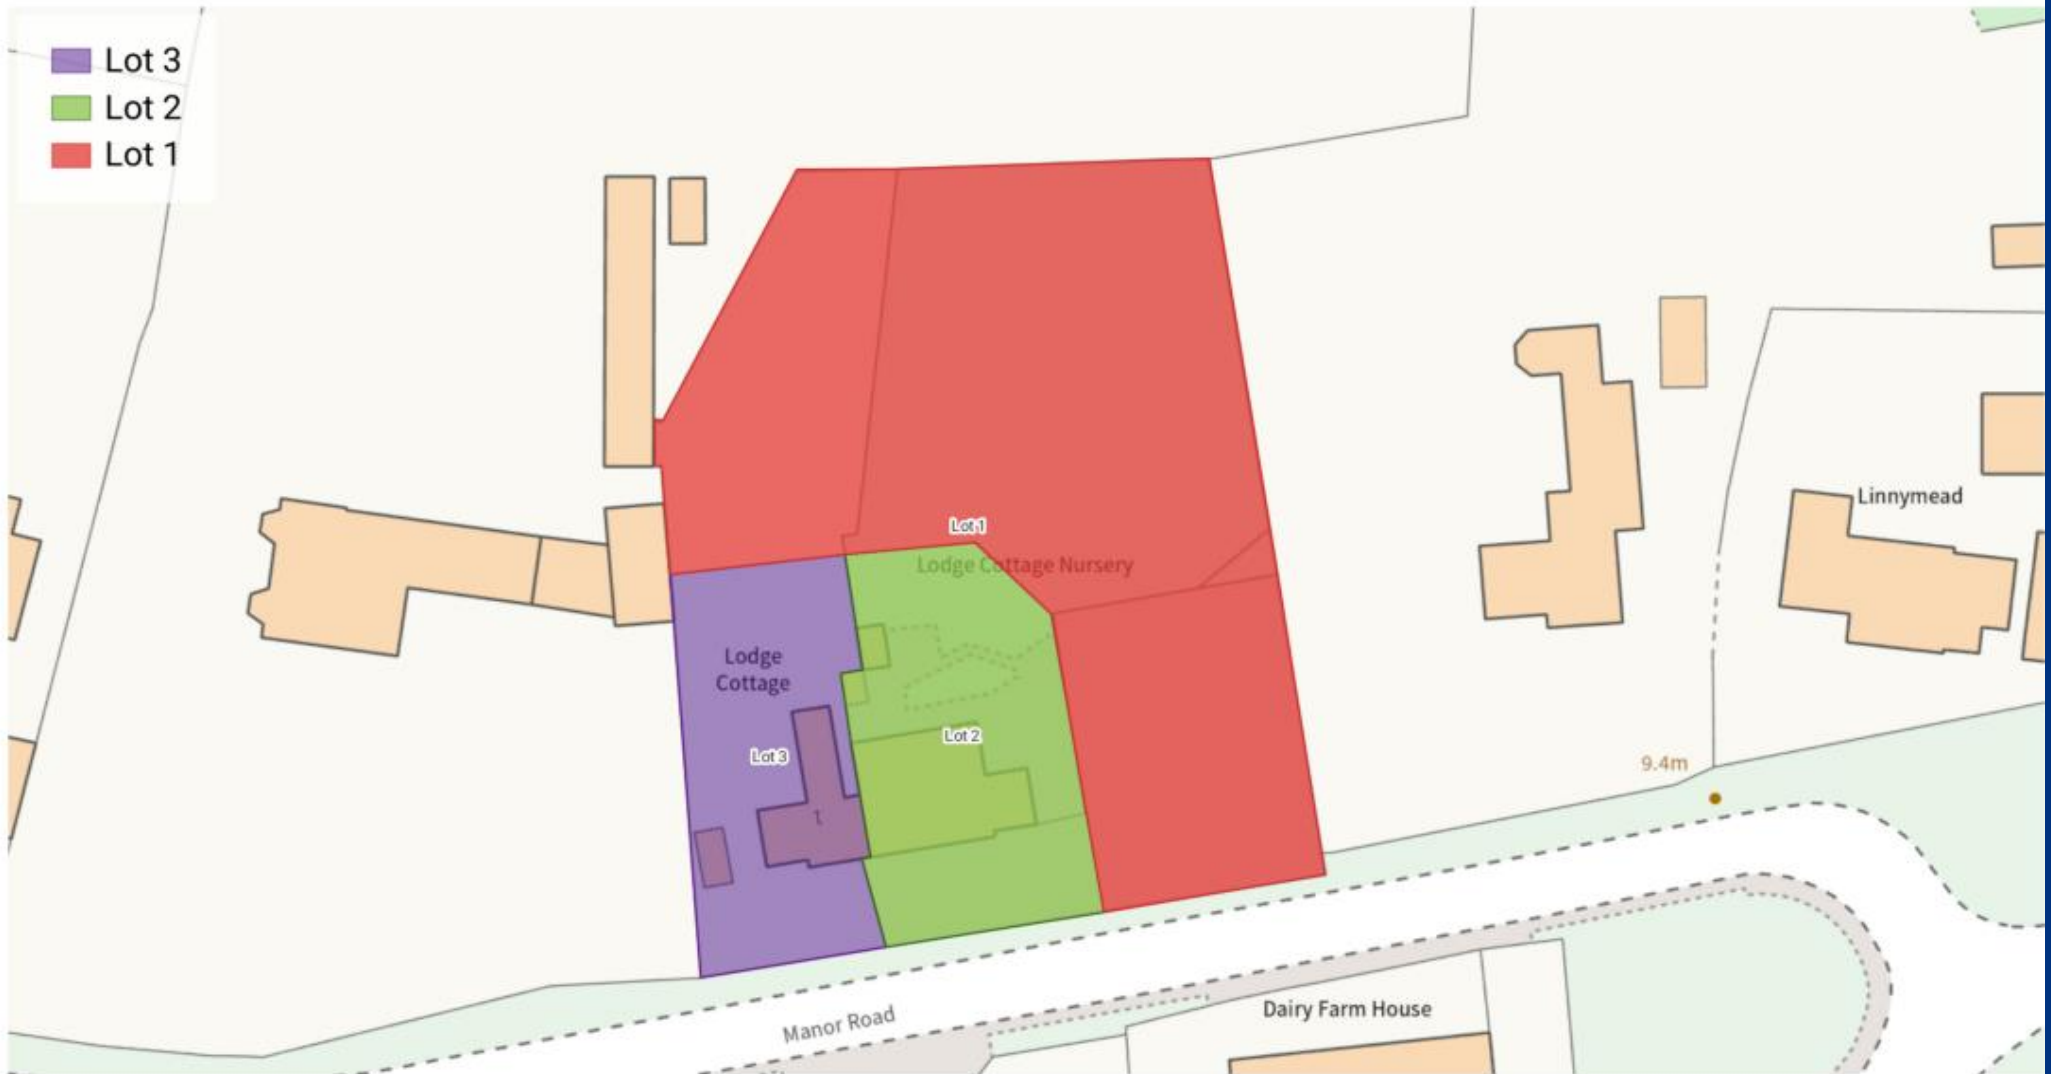 Lot 3
Lot 2
Lot 1
Linnymead
Lot 1
Lodge Cottage Nursery
Lodge
Cottage
Lot 2
Lot 3
9.4m
1
Dairy Farm House
Manor Road